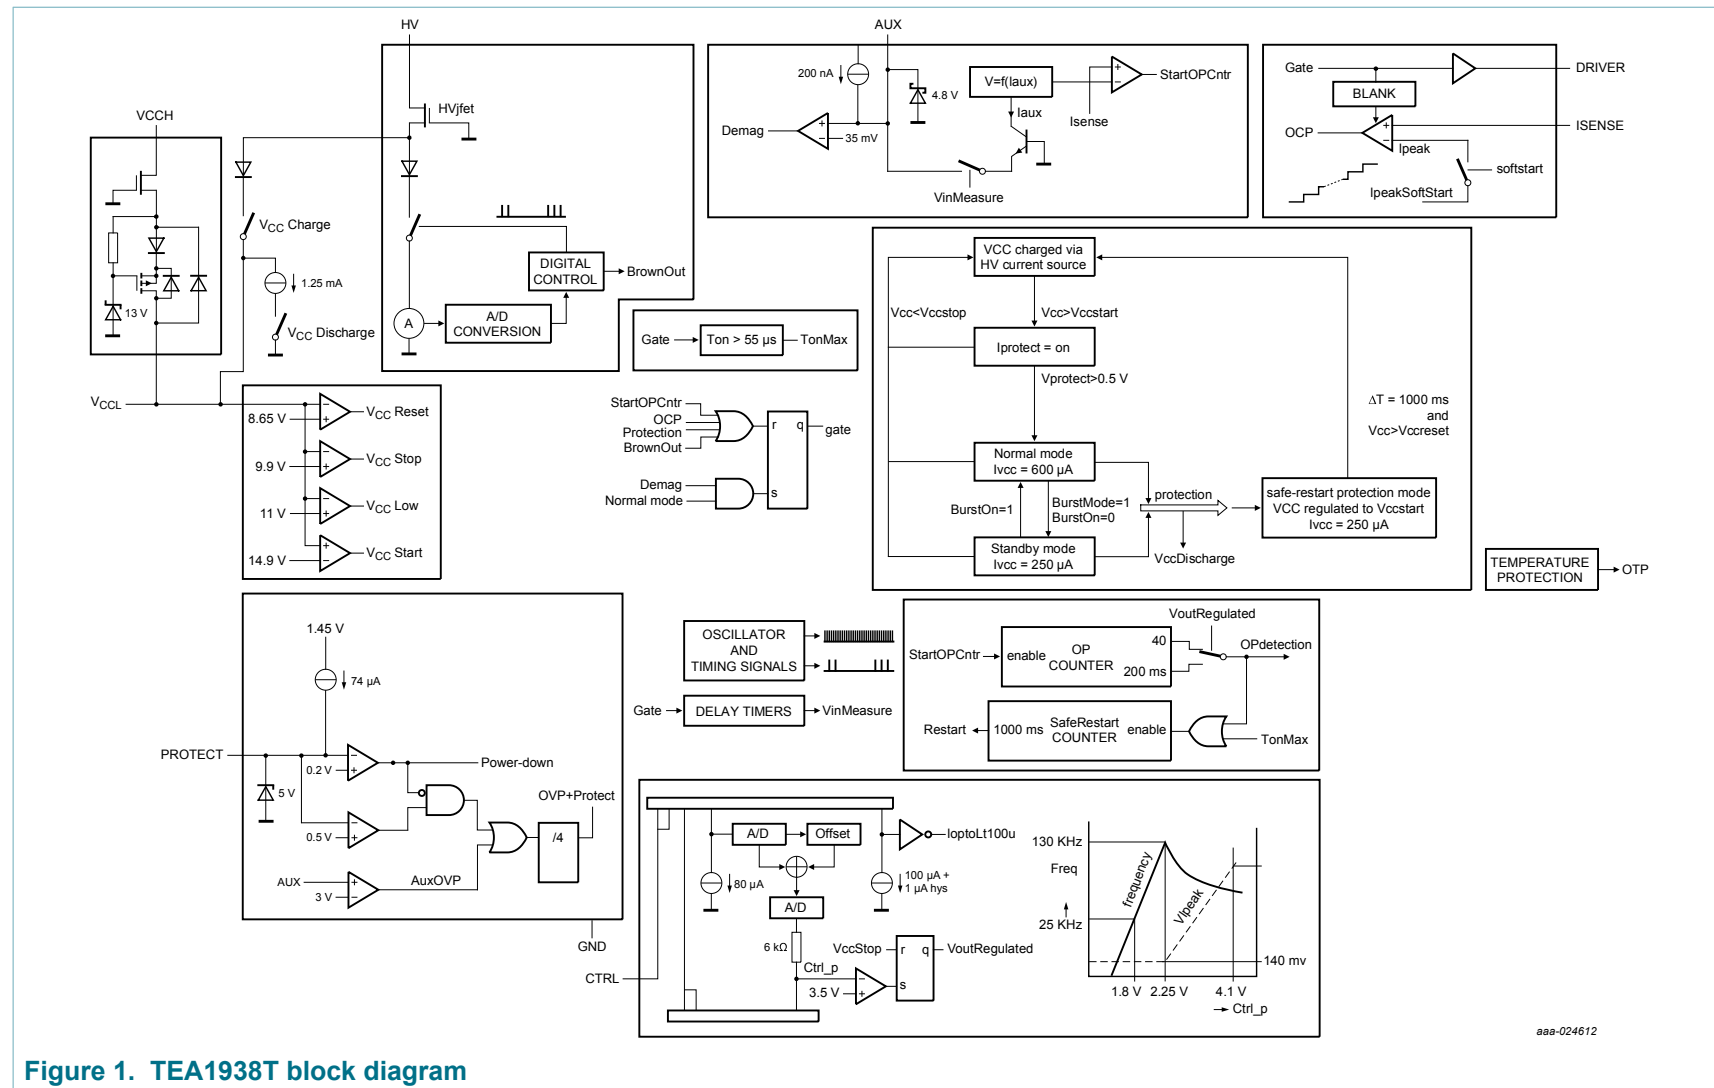 HV
AUX
VCCH
HVjfet
VCC Charge
1.25 mA
VCC Discharge
13 V
DIGITAL
CONTROL
BrownOut
A
A/D
CONVERSION
200 nA
4.8 V
Demag
+
−
35 mV
V=f(Iaux)
Iaux
+
−
StartOPCntr
Isense
VinMeasure
Gate
DRIVER
BLANK
OCP
+
−
ISENSE
Ipeak
softstart
IpeakSoftStart
Gate
Ton > 55 µs
TonMax
VCCL
8.65 V
−
+
VCC Reset
9.9 V
−
+
VCC Stop
11 V
−
+
VCC Low
14.9 V
+
−
VCC Start
StartOPCntr
OCP
Protection
BrownOut
r
q
gate
Demag
Normal mode
s
VCC charged via
HV current source
Vcc<Vccstop
Vcc>Vccstart
Iprotect = on
Vprotect>0.5 V
ΔT = 1000 ms
and
Vcc>Vccreset
Normal mode
Ivcc = 600 µA
BurstOn=1
BurstMode=1
BurstOn=0
protection
Standby mode
Ivcc = 250 µA
VccDischarge
safe-restart protection mode
VCC regulated to Vccstart
Ivcc = 250 µA
TEMPERATURE
PROTECTION
OTP
1.45 V
74 µA
PROTECT
5 V
−
0.2 V
+
Power-down
−
0.5 V
+
OVP+Protect
/4
AUX
+
3 V
−
AuxOVP
GND
OSCILLATOR
AND
TIMING SIGNALS
Gate
DELAY TIMERS
VinMeasure
VoutRegulated
StartOPCntr
enable
OP
COUNTER
40
200 ms
OPdetection
Restart
1000 ms
SafeRestart
COUNTER
enable
TonMax
A/D
Offset
IoptoLt100u
80 µA
100 µA +
1 µA hys
A/D
6 kΩ
Ctrl_p
VccStop
r
q
VoutRegulated
CTRL
−
3.5 V
+
s
130 KHz
Freq
25 KHz
frequency
VIpeak
140 mv
1.8 V
2.25 V
4.1 V
Ctrl_p
aaa-024612
Figure 1. TEA1938T block diagram